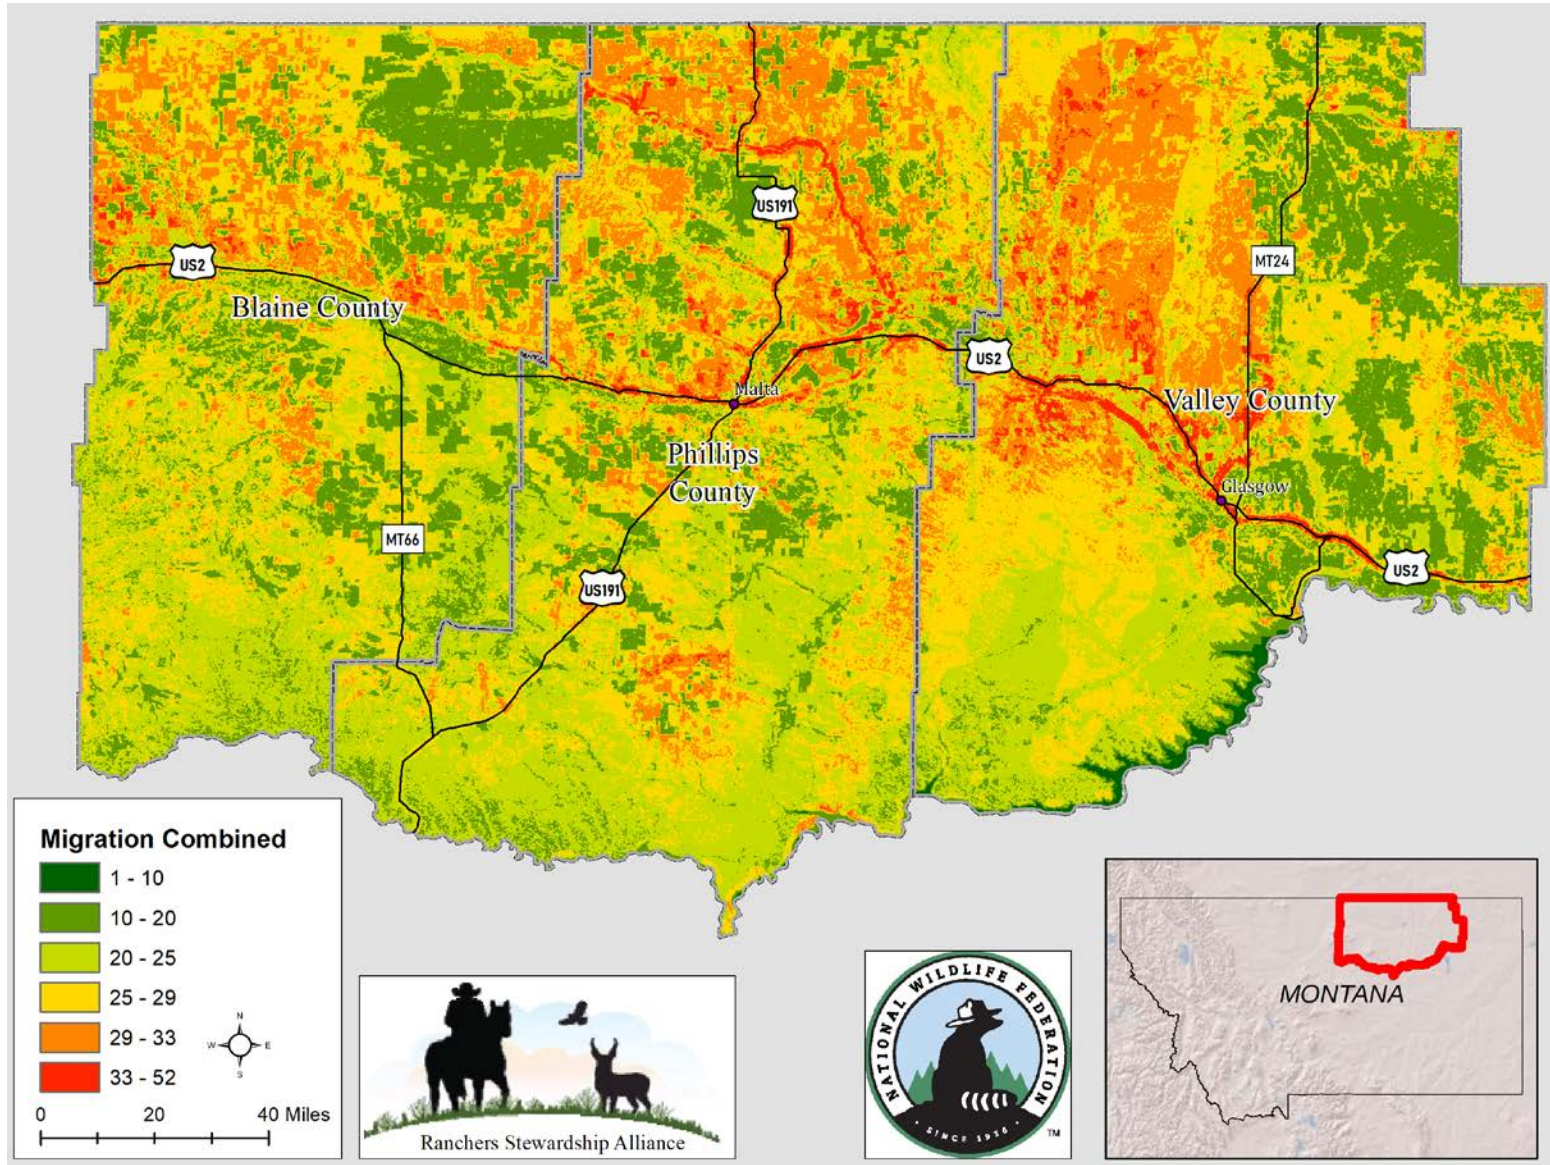 US191
US2
MT24
Blaine County
US2
Malta
Valley County
Phillips
County
Glasgow
MT66
US191
US2
Migration Combined
1 - 10
10 - 20
20 - 25
25 - 29
29 - 33
33 - 52
N
W
E
S
0
20
40 Miles
Ranchers Stewardship Alliance
NATIONAL WILDLIFE FEDERATION
• SINCE 1936 •
TM
MONTANA